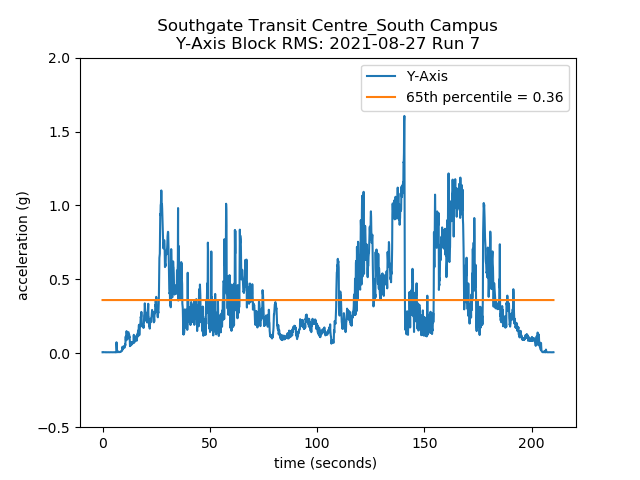 Southgate Transit Centre_South Campus
Y-Axis Block RMS: 2021-08-27 Run 7
2.0
1.5
1.0
0.5
0.0
−0.5
acceleration (g)
Y-Axis
65th percentile = 0.36
0
50
100
150
200
time (seconds)